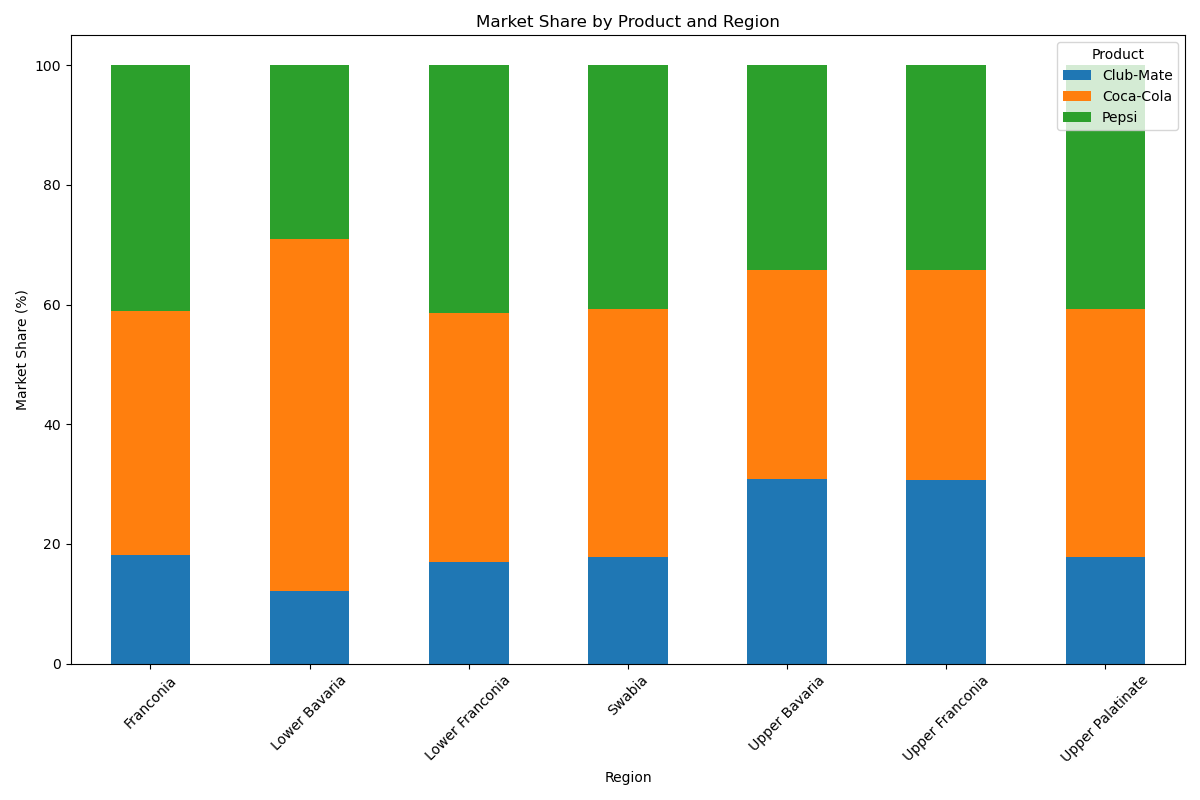 Market Share by Product and Region
Product
Club-Mate
Coca-Cola
Pepsi
Market Share (%)
100
80
60
40
20
0
Franconia
Lower Bavaria
Lower Franconia
Swabia
Upper Bavaria
Upper Franconia
Upper Palatinate
Region